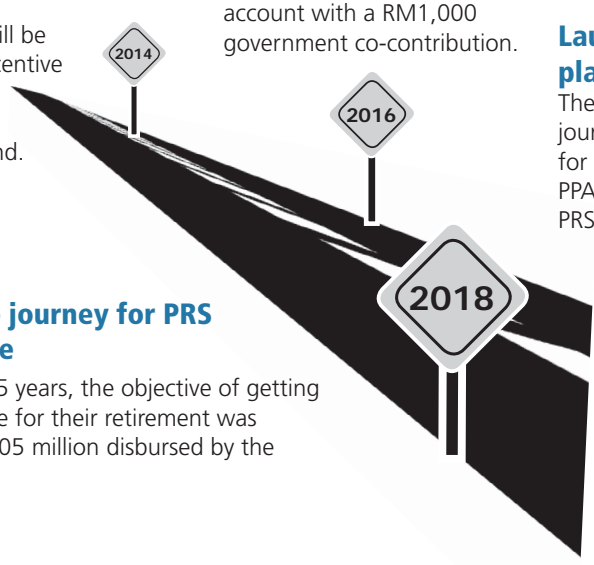 ill be
entive
nd.
2014
account with a RM1,000
government co-contribution.
2016
Lau
pla
The
jour
for
PPA
PRS
2018
journey for PRS
e
5 years, the objective of getting
e for their retirement was
05 million disbursed by the